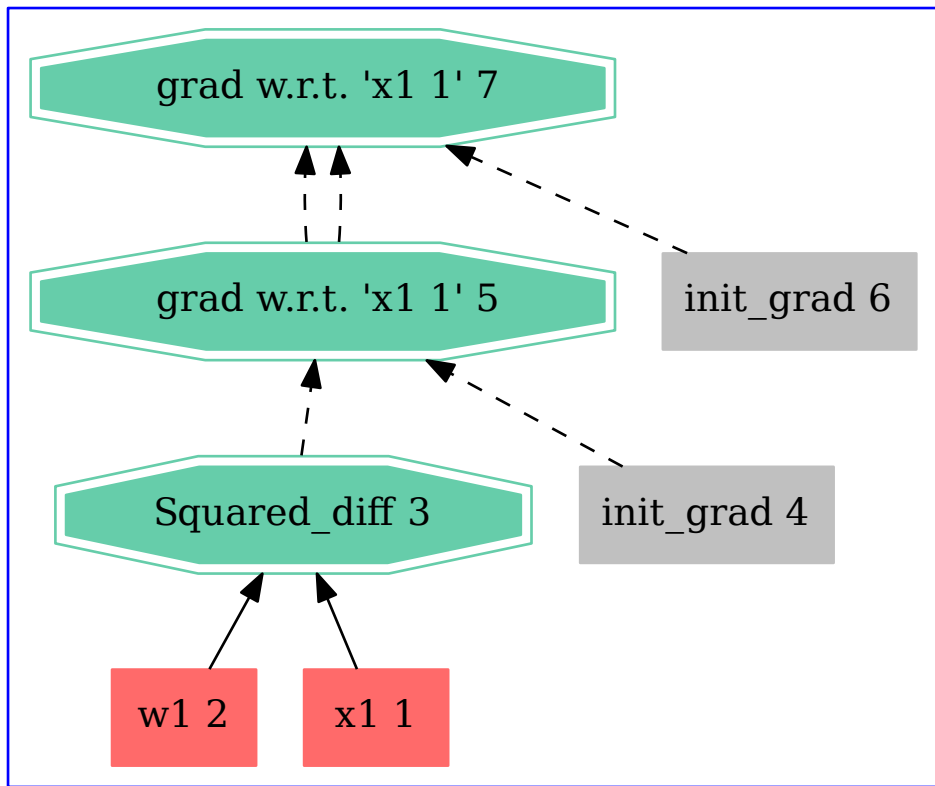 grad w.r.t. 'x1 1' 7
grad w.r.t. 'x1 1' 5
init_grad 6
Squared_diff 3
init_grad 4
w1 2
x1 1